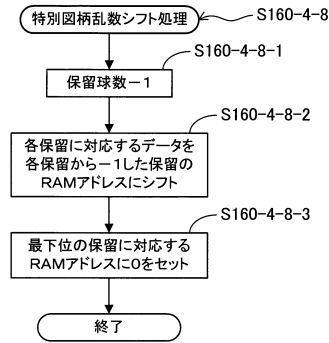 特別図柄乱数シフト処理
S160-4-8
S160-4-8-1
保留球数－1
S160-4-8-2
各保留に対応するデータを
各保留から－1した保留の
RAMアドレスにシフト
S160-4-8-3
最下位の保留に対応する
RAMアドレスに0をセット
終了